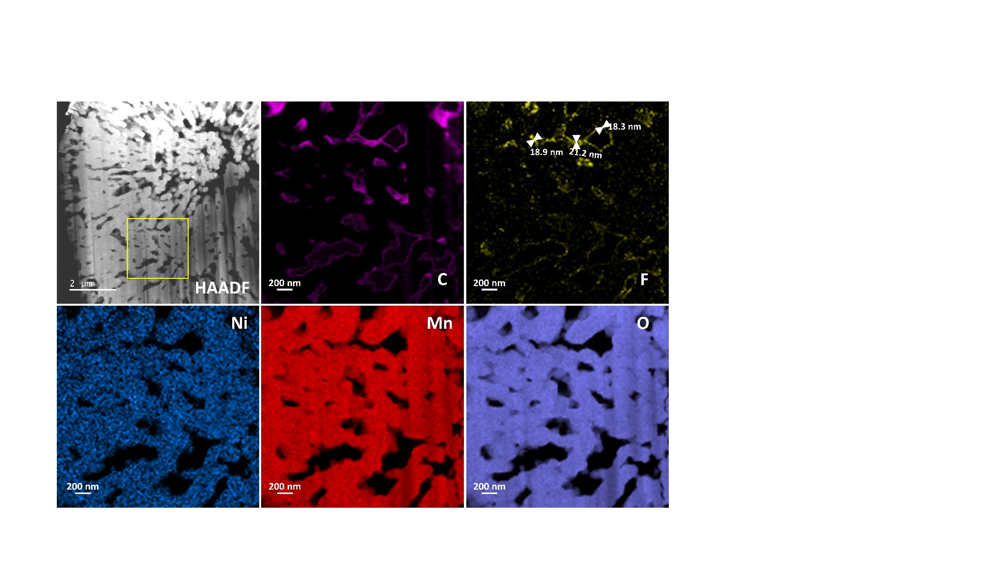 2 µm
HAADF
200 nm
C
18.3 nm
18.9 nm
21.2 nm
200 nm
F
Ni
200 nm
Mn
200 nm
O
200 nm